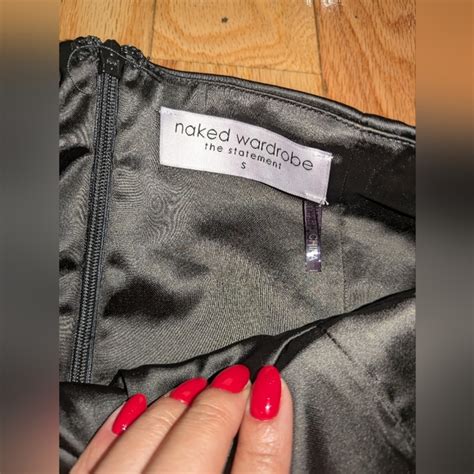 naked wardrobe
the statement
S